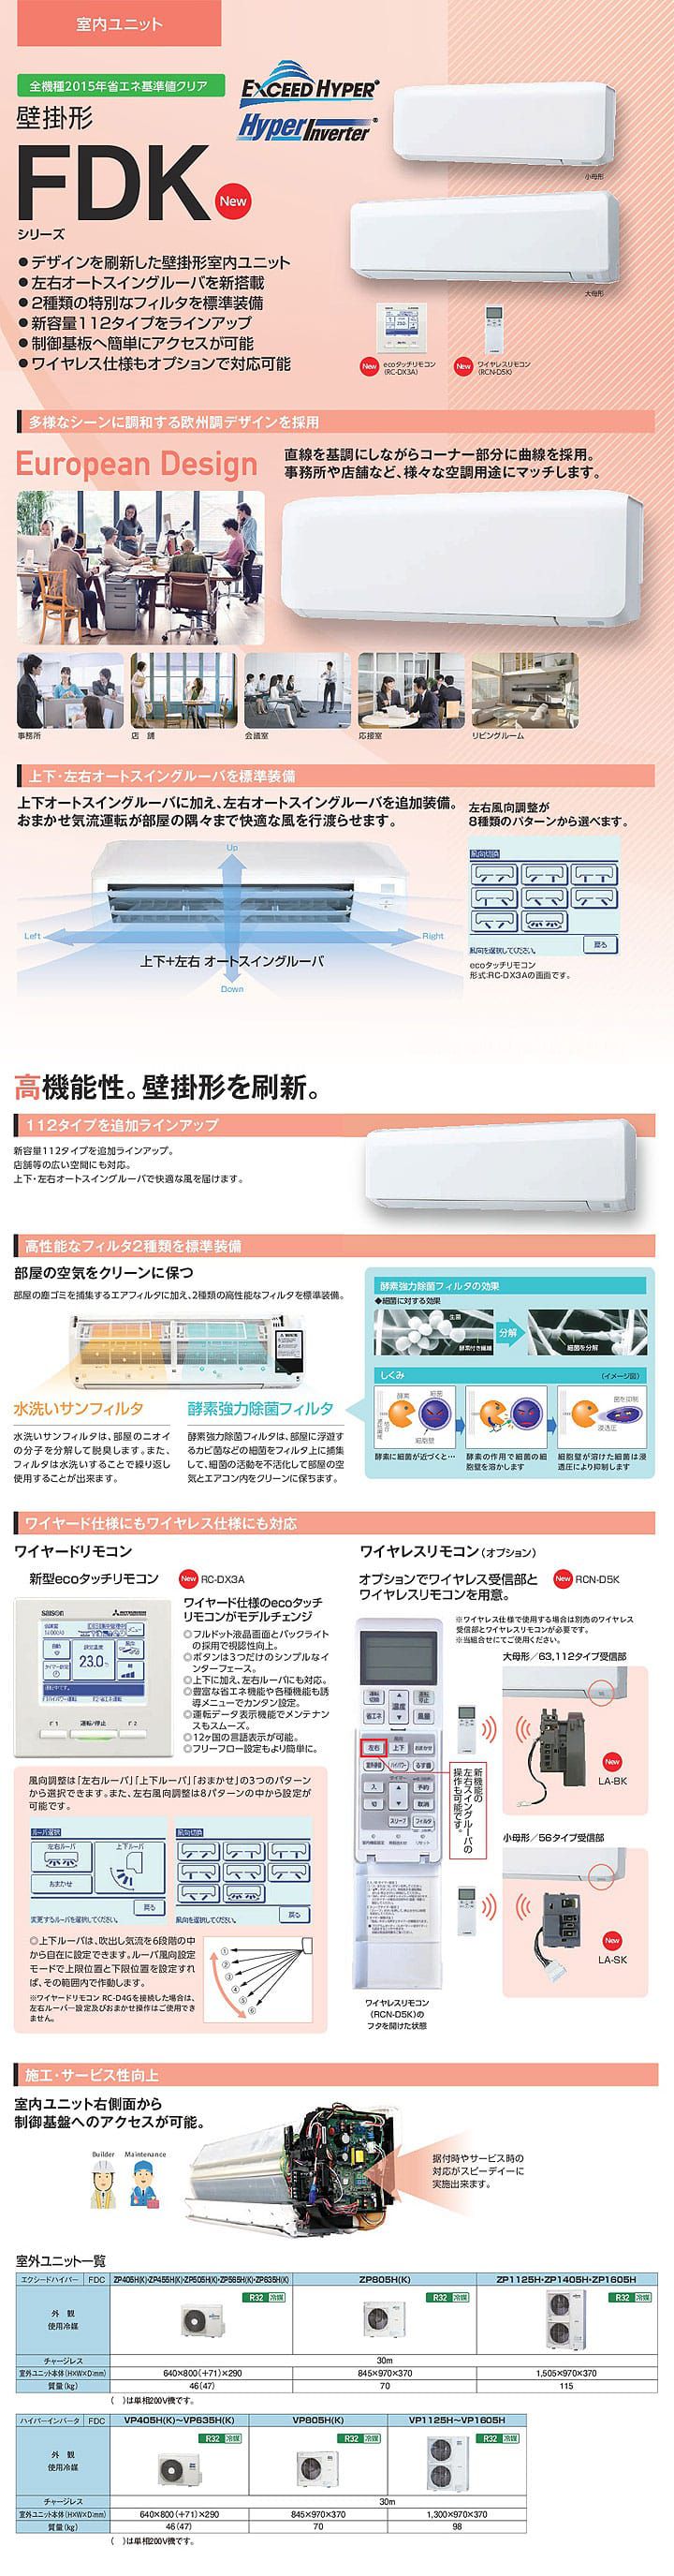 室内ユニット
全機種2015年省エネ基準値クリア
EXCEED HYPER®
Hyper Inverter®
壁掛形
FDK New
シリーズ
小母形
大母形
●デザインを刷新した壁掛形室内ユニット
●左右オートスイングルーバを新搭載
●2種類の特別なフィルタを標準装備
●新容量112タイプをラインアップ
●制御基板へ簡単にアクセスが可能
●ワイヤレス仕様もオプションで対応可能
New ecoタッチリモコン
(RC-DX3A)
New ワイヤレスリモコン
(RCN-D5K)
多様なシーンに調和する欧州調デザインを採用
European Design
直線を基調にしながらコーナー部分に曲線を採用。
事務所や店舗など、様々な空調用途にマッチします。
事務所
店 舗
会議室
応接室
リビングルーム
上下・左右オートスイングルーバを標準装備
上下オートスイングルーバに加え、左右オートスイングルーバを追加装備。
おまかせ気流運転が部屋の隅々まで快適な風を行渡らせます。
左右風向調整が
8種類のパターンから選べます。
Up
Left
Right
上下+左右 オートスイングルーバ
Down
風向切換
風向を選択してください。
戻る
ecoタッチリモコン
形式:RC-DX3Aの画面です。
高機能性。壁掛形を刷新。
112タイプを追加ラインアップ
新容量112タイプを追加ラインアップ。
店舗等の広い空間にも対応。
上下・左右オートスイングルーバで快適な風を届けます。
高性能なフィルタ2種類を標準装備
部屋の空気をクリーンに保つ
部屋の塵ゴミを捕集するエアフィルタに加え、2種類の高性能なフィルタを標準装備。
水洗いサンフィルタ
水洗いサンフィルタは、部屋のニオイ
の分子を分解して脱臭します。また、
フィルタは水洗いすることで繰り返し
使用することが出来ます。
酵素強力除菌フィルタ
酵素強力除菌フィルタは、部屋に浮遊す
るカビ菌などの細菌をフィルタ上に捕集
して、細菌の活動を不活化して部屋の空
気とエアコン内をクリーンに保ちます。
酵素強力除菌フィルタの効果
◆細菌に対する効果
生菌
酵素付き繊維
分解
細菌を分解
しくみ
(イメージ図)
酵素
細菌
細胞壁
菌を抑制
浸透圧
酵素に細菌が近づくと…
酵素の作用で細菌の細
胞壁を溶かします
細胞壁が溶けた細菌は浸
透圧により抑制します
ワイヤード仕様にもワイヤレス仕様にも対応
ワイヤードリモコン
新型ecoタッチリモコン
New RC-DX3A
saison
MITSUBISHI
設定温度
23.0
F1
運転/停止
F2
ワイヤード仕様のecoタッチ
リモコンがモデルチェンジ
◎フルドット液晶画面とバックライト
の採用で視認性向上。
◎ボタンは3つだけのシンプルなイ
ンターフェース。
◎上下に加え、左右ルーバにも対応。
◎豊富な省エネ機能や各種機能も誘
導メニューでカンタン設定。
◎運転データ表示機能でメンテナン
スもスムーズ。
◎12ヶ国の言語表示が可能。
◎フリーフロー設定もより簡単に。
風向調整は「左右ルーバ」「上下ルーバ」「おまかせ」の3つのパターン
から選択できます。また、左右風向調整は8パターンの中から設定が
可能です。
ルーバ選択
左右ルーバ
上下ルーバ
おまかせ
戻る
変更するルーバを選択してください。
風向切換
風向を選択してください。
戻る
◎上下ルーバは、吹出し気流を6段階の中
から自在に設定できます。ルーバ風向設定
モードで上限位置と下限位置を設定すれ
ば、その範囲内で作動します。
※ワイヤードリモコン RC-D4Gを接続した場合は、
左右ルーバー設定及びおまかせ操作はご使用でき
ません。
①
②
③
④
⑤
⑥
ワイヤレスリモコン(オプション)
オプションでワイヤレス受信部と
ワイヤレスリモコンを用意。
New RCN-D5K
※ワイヤレス仕様で使用する場合は別売のワイヤレス
受信部とワイヤレスリモコンが必要です。
※当組合せにてご使用ください。
運転切換
温度
運転停止
省エネ
風量
左右
上下
おまかせ
室外静音
ハイパワー
るす番
タイマー
入
予約
切
取消
スリープ
フィルタ
新機能の
左右スイングルーバの
操作も可能です。
ワイヤレスリモコン
(RCN-D5K)の
フタを開けた状態
大母形/63,112タイプ受信部
New
LA-BK
小母形/56タイプ受信部
New
LA-SK
施工・サービス性向上
室内ユニット右側面から
制御基盤へのアクセスが可能。
Builder
Maintenance
据付時やサービス時の
対応がスピーディーに
実施出来ます。
室外ユニット一覧
エクシードハイパー FDC ZP405H(K)・ZP455H(K)・ZP505H(K)・ZP565H(K)・ZP635H(K) ZP805H(K) ZP1125H・ZP1405H・ZP1605H
外 観
使用冷媒
R32 冷媒 R32 冷媒 R32 冷媒
チャージレス 30m
室外ユニット本体(H×W×D:mm) 640×800(+71)×290 845×970×370 1,505×970×370
質量(kg) 46(47) 70 115
( )は単相200V機です。
ハイパーインバータ FDC VP405H(K)~VP635H(K) VP805H(K) VP1125H~VP1605H
外 観
使用冷媒
R32 冷媒 R32 冷媒 R32 冷媒
チャージレス 30m
室外ユニット本体(H×W×D:mm) 640×800(+71)×290 845×970×370 1,300×970×370
質量(kg) 46(47) 70 98
( )は単相200V機です。